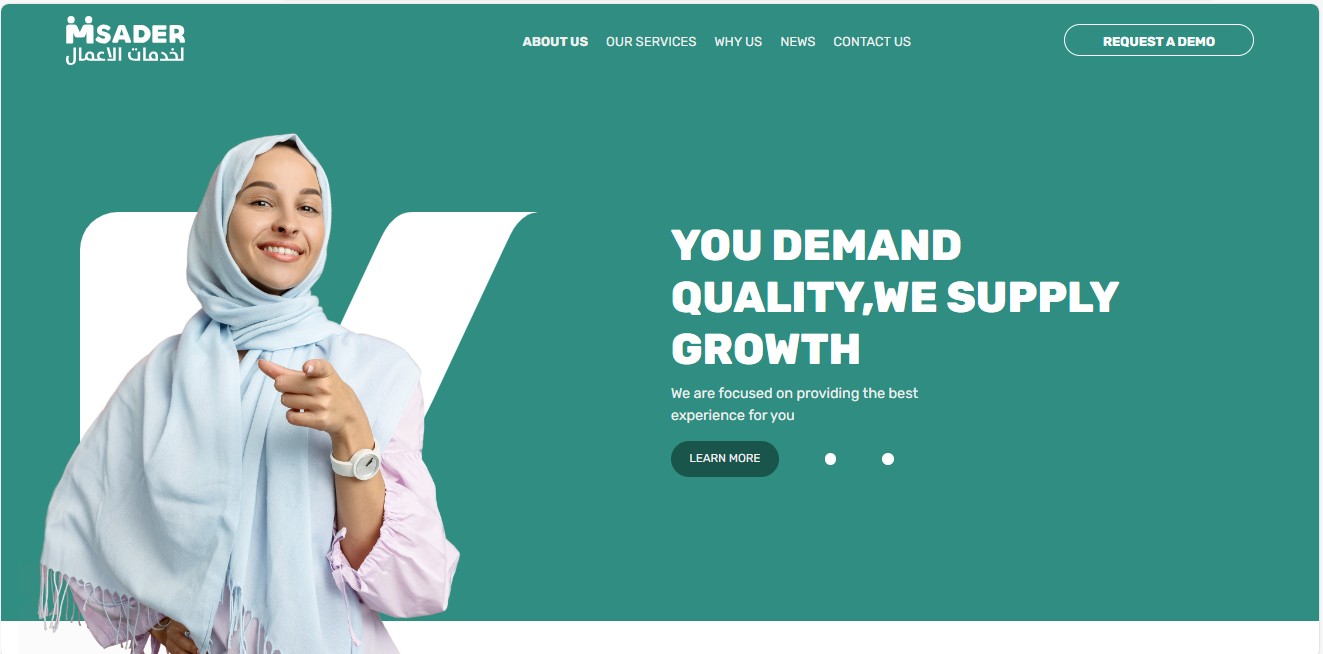 MSADER
لخدمات الاعمال
ABOUT US OUR SERVICES WHY US NEWS CONTACT US
REQUEST A DEMO
YOU DEMAND
QUALITY,WE SUPPLY
GROWTH
We are focused on providing the best
experience for you
LEARN MORE